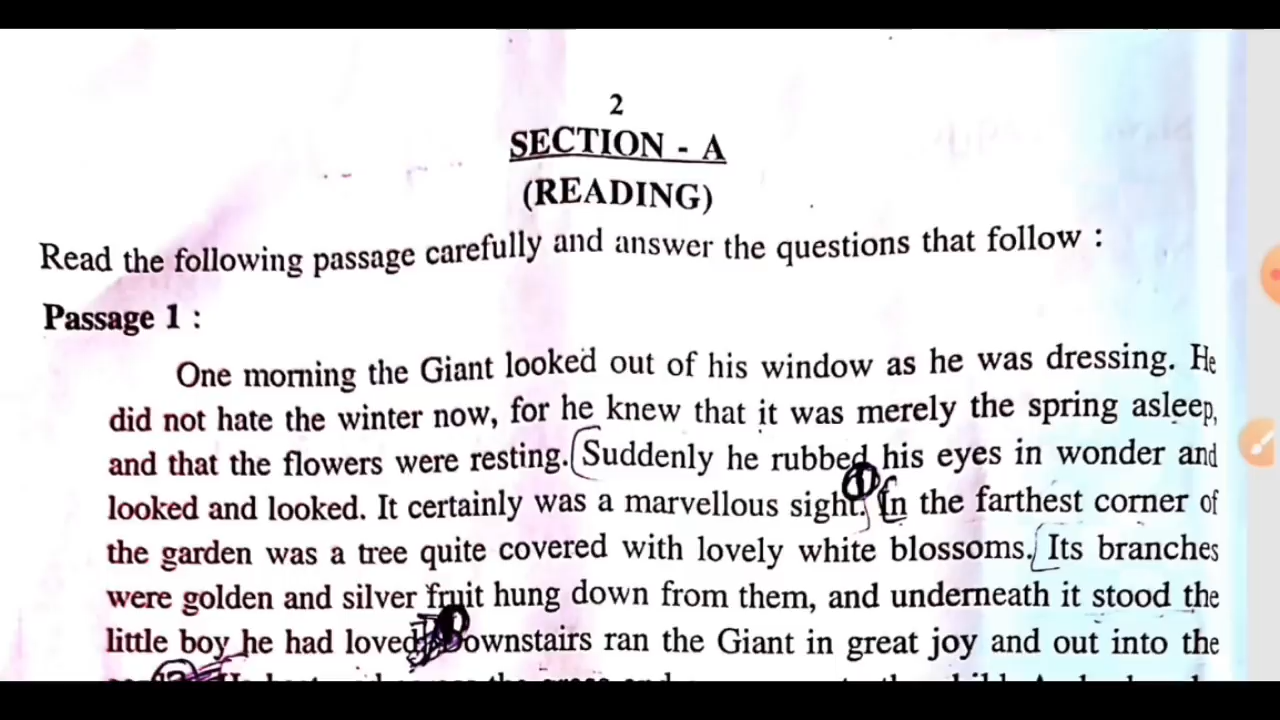 2
SECTION - A
(READING)
Read the following passage carefully and answer the questions that follow :
Passage 1 :
One morning the Giant looked out of his window as he was dressing. He
did not hate the winter now, for he knew that it was merely the spring asleep,
and that the flowers were resting. Suddenly he rubbed his eyes in wonder and
looked and looked. It certainly was a marvellous sight. In the farthest corner of
the garden was a tree quite covered with lovely white blossoms. Its branches
were golden and silver fruit hung down from them, and underneath it stood the
little boy he had loved. Downstairs ran the Giant in great joy and out into the